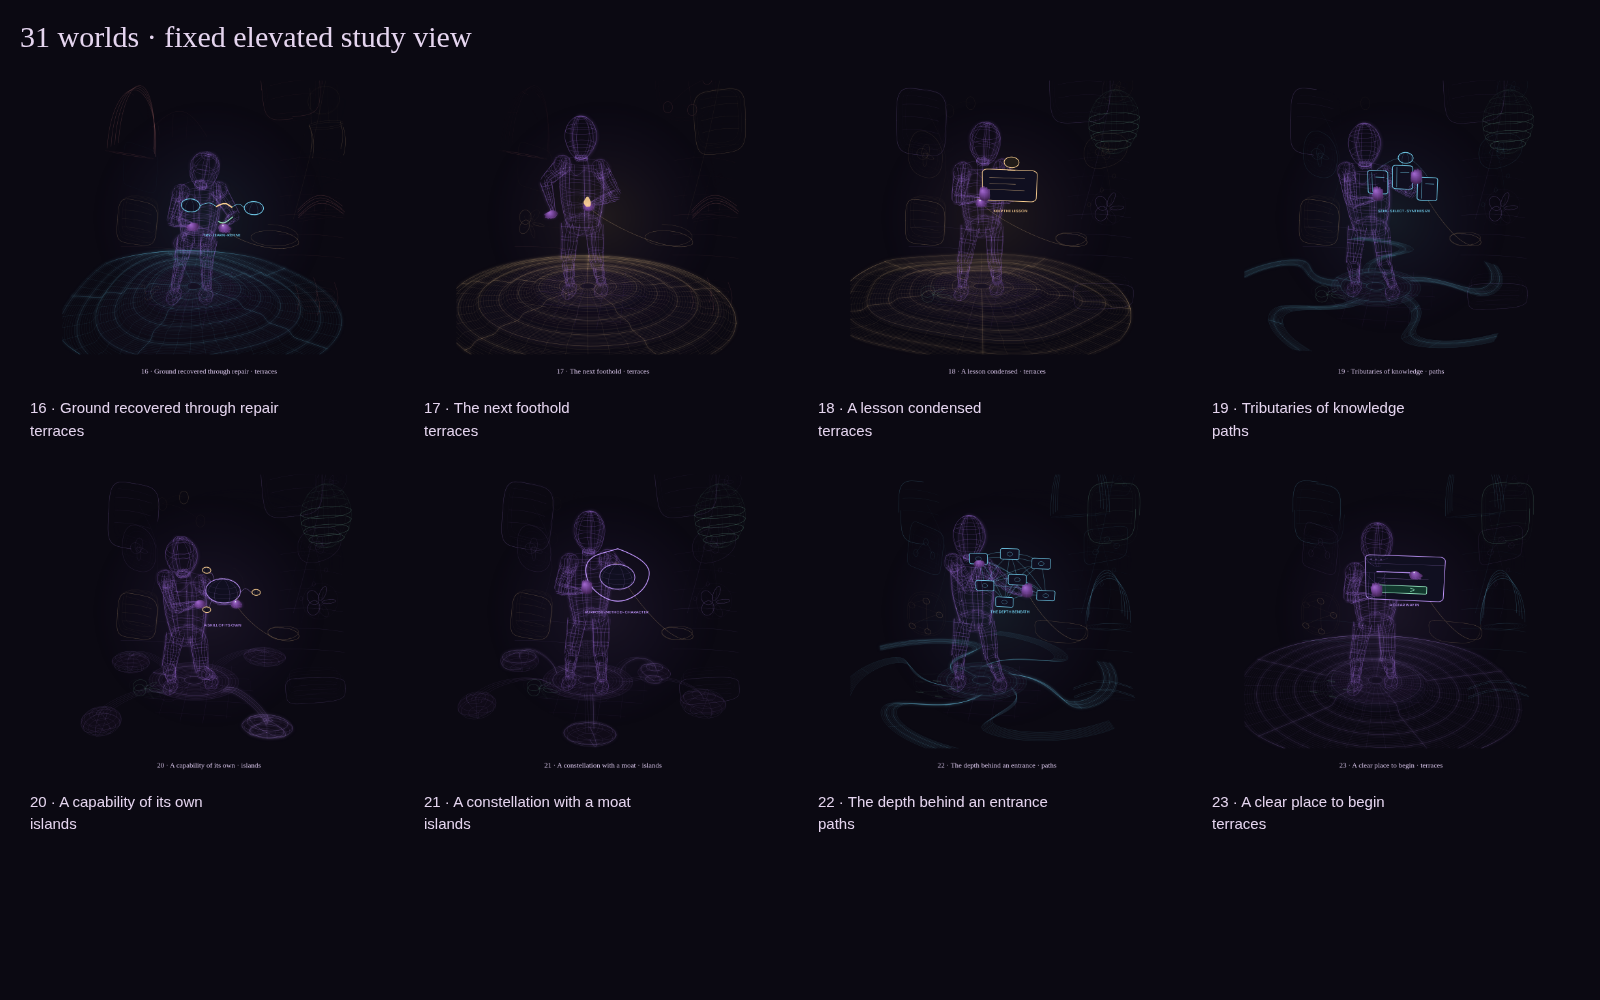 31 worlds · fixed elevated study view
16 · Ground recovered through repair · terraces
17 · The next foothold · terraces
18 · A lesson condensed · terraces
19 · Tributaries of knowledge · paths
16 · Ground recovered through repair
terraces
17 · The next foothold
terraces
18 · A lesson condensed
terraces
19 · Tributaries of knowledge
paths
THE DEPTH BENEATH
20 · A capability of its own · islands
21 · A constellation with a moat · islands
22 · The depth behind an entrance · paths
23 · A clear place to begin · terraces
20 · A capability of its own
islands
21 · A constellation with a moat
islands
22 · The depth behind an entrance
paths
23 · A clear place to begin
terraces